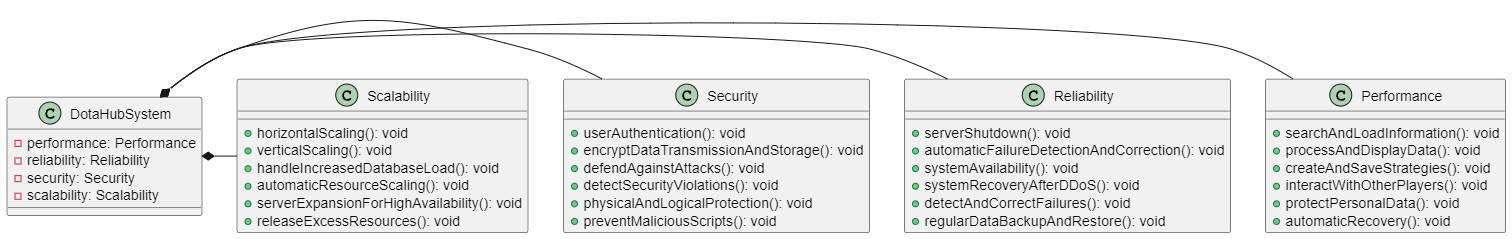 C DotaHubSystem
performance: Performance
reliability: Reliability
security: Security
scalability: Scalability
C Scalability
horizontalScaling(): void
verticalScaling(): void
handleIncreasedDatabaseLoad(): void
automaticResourceScaling(): void
serverExpansionForHighAvailability(): void
releaseExcessResources(): void
C Security
userAuthentication(): void
encryptDataTransmissionAndStorage(): void
defendAgainstAttacks(): void
detectSecurityViolations(): void
physicalAndLogicalProtection(): void
preventMaliciousScripts(): void
C Reliability
serverShutdown(): void
automaticFailureDetectionAndCorrection(): void
systemAvailability(): void
systemRecoveryAfterDDoS(): void
detectAndCorrectFailures(): void
regularDataBackupAndRestore(): void
C Performance
searchAndLoadInformation(): void
processAndDisplayData(): void
createAndSaveStrategies(): void
interactWithOtherPlayers(): void
protectPersonalData(): void
automaticRecovery(): void